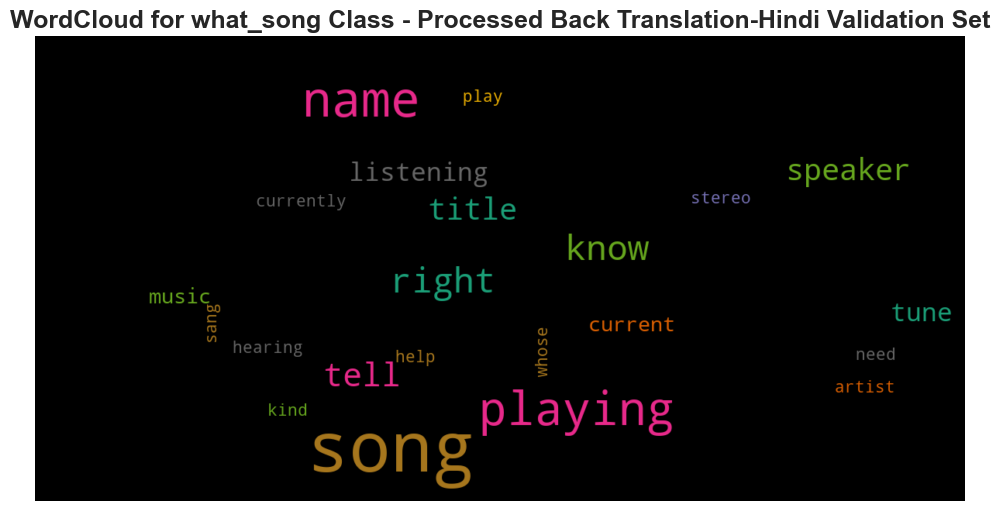 WordCloud for what_song Class - Processed Back Translation-Hindi Validation Set
name
play
listening
speaker
currently
stereo
title
know
right
music
sang
tune
current
whose
hearing
help
need
tell
artist
kind
playing
song